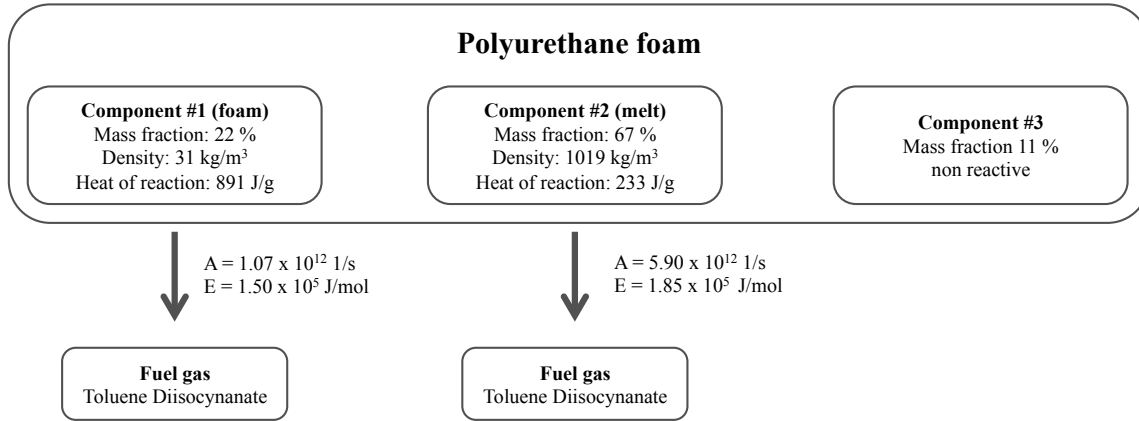 Polyurethane foam
Component #1 (foam)
Mass fraction: 22 %
Density: 31 kg/m³
Heat of reaction: 891 J/g
Component #2 (melt)
Mass fraction: 67 %
Density: 1019 kg/m³
Heat of reaction: 233 J/g
Component #3
Mass fraction 11 %
non reactive
A = 1.07 x 10¹² 1/s
E = 1.50 x 10⁵ J/mol
A = 5.90 x 10¹² 1/s
E = 1.85 x 10⁵ J/mol
Fuel gas
Toluene Diisocynanate
Fuel gas
Toluene Diisocynanate